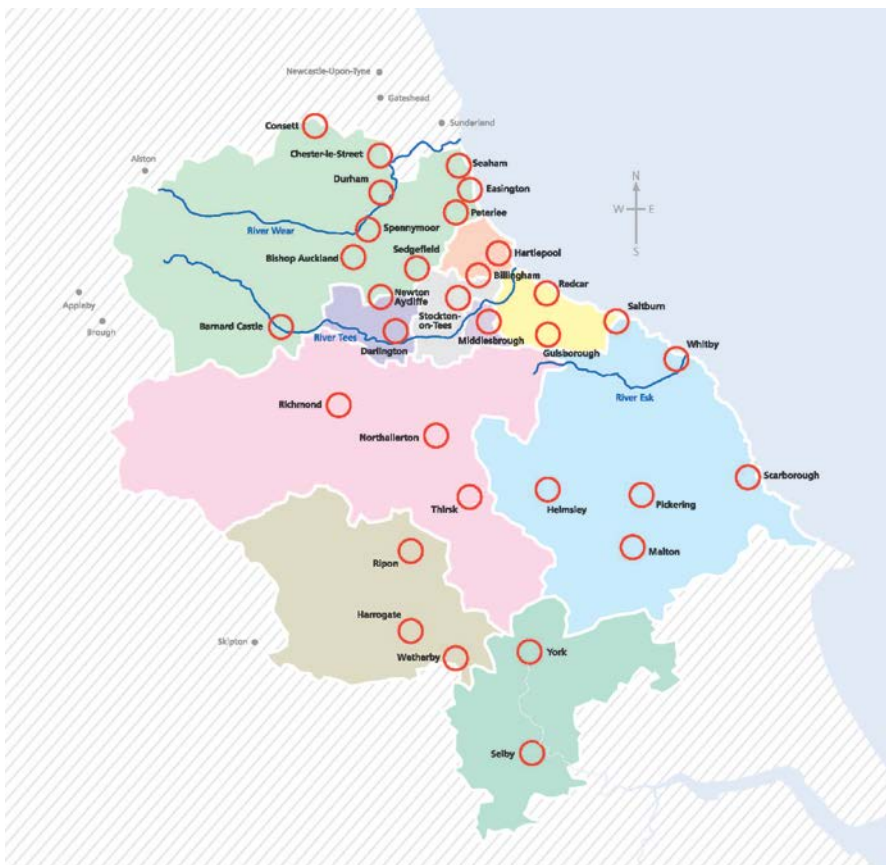 Newcastle-Upon-Tyne
Gateshead
Sunderland
Consett
Chester-le-Street
Alston
Seaham
Durham
Easington
N
W
E
S
Peterlee
River Wear
Spennymoor
Sedgefield
Hartlepool
Bishop Auckland
Billingham
Redcar
Appleby
Newton
Aycliffe
Saltburn
Stockton-
on-Tees
Brough
Barnard Castle
River Tees
Darlington
Middlesbrough
Guisborough
Whitby
River Esk
Richmond
Northallerton
Scarborough
Thirsk
Helmsley
Pickering
Malton
Ripon
Harrogate
Skipton
York
Wetherby
Selby